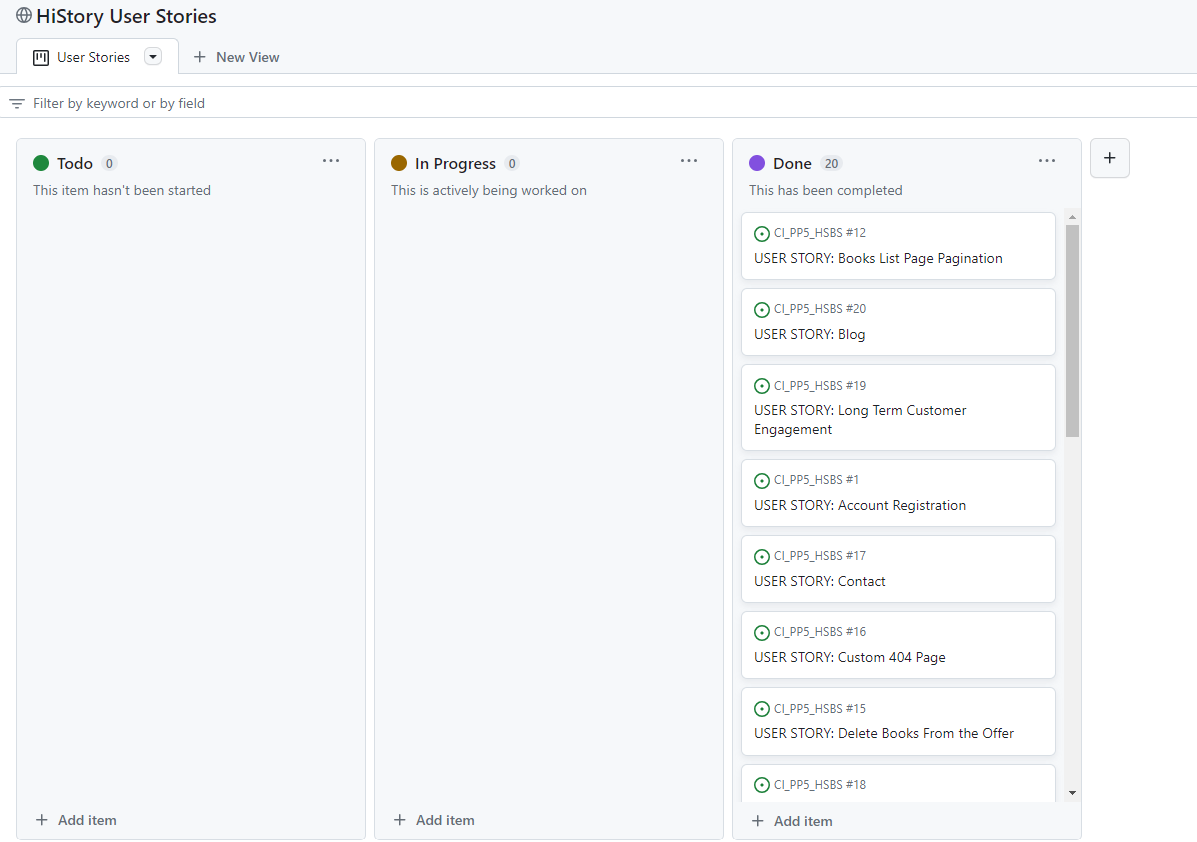 HiStory User Stories
User Stories
New View
Filter by keyword or by field
Todo 0
This item hasn't been started
Add item
In Progress 0
This is actively being worked on
Add item
Done 20
This has been completed
CI_PP5_HSBS #12
USER STORY: Books List Page Pagination
CI_PP5_HSBS #20
USER STORY: Blog
CI_PP5_HSBS #19
USER STORY: Long Term Customer
Engagement
CI_PP5_HSBS #1
USER STORY: Account Registration
CI_PP5_HSBS #17
USER STORY: Contact
CI_PP5_HSBS #16
USER STORY: Custom 404 Page
CI_PP5_HSBS #15
USER STORY: Delete Books From the Offer
CI_PP5_HSBS #18
Add item